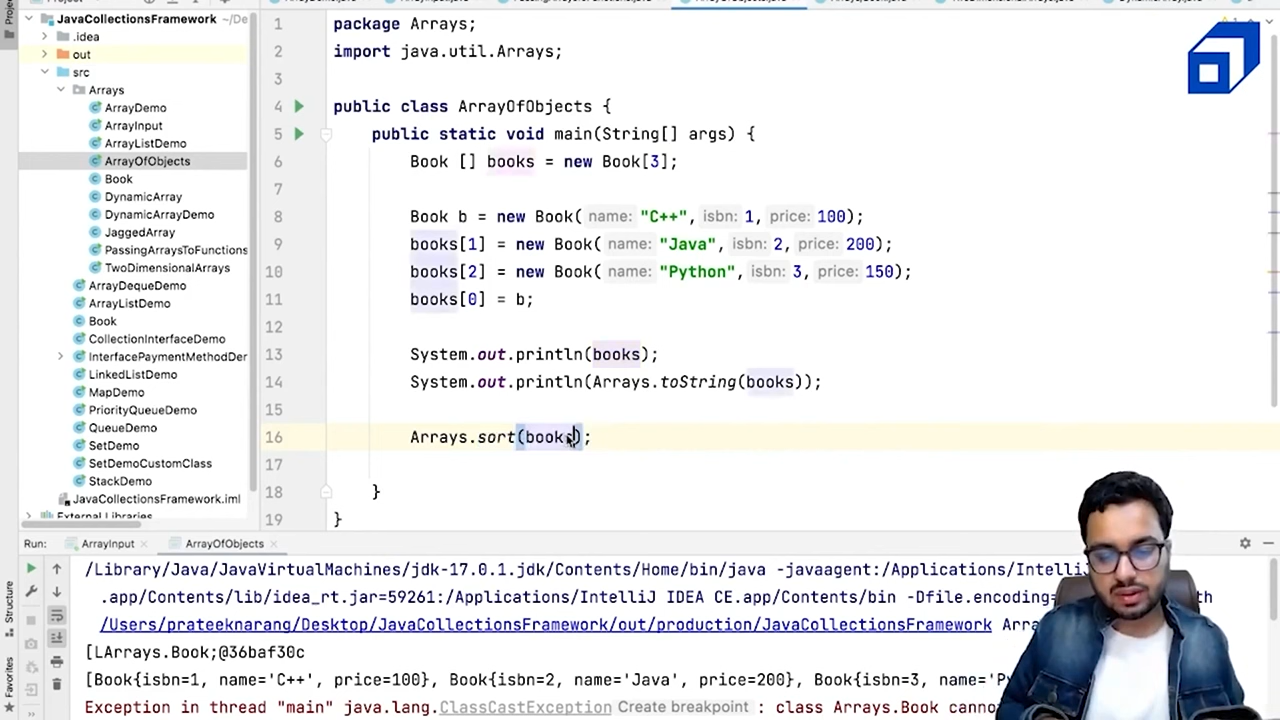 JavaCollectionsFramework ~/De
.idea
out
src
Arrays
ArrayDemo
ArrayInput
ArrayListDemo
ArrayOfObjects
Book
DynamicArray
DynamicArrayDemo
JaggedArray
PassingArraysToFunctions
TwoDimensionalArrays
ArrayDequeDemo
ArrayListDemo
Book
CollectionInterfaceDemo
InterfacePaymentMethodDer
LinkedListDemo
MapDemo
PriorityQueueDemo
QueueDemo
SetDemo
SetDemoCustomClass
StackDemo
JavaCollectionsFramework.iml
External Libraries
1 package Arrays;
2 import java.util.Arrays;
3
4 public class ArrayOfObjects {
5 public static void main(String[] args) {
6 Book [] books = new Book[3];
7
8 Book b = new Book( name: "C++", isbn: 1, price: 100);
9 books[1] = new Book( name: "Java", isbn: 2, price: 200);
10 books[2] = new Book( name: "Python", isbn: 3, price: 150);
11 books[0] = b;
12
13 System.out.println(books);
14 System.out.println(Arrays.toString(books));
15
16 Arrays.sort(books);
17
18 }
19 }
Run: ArrayInput ArrayOfObjects
/Library/Java/JavaVirtualMachines/jdk-17.0.1.jdk/Contents/Home/bin/java -javaagent:/Applications/IntelliJ
.app/Contents/lib/idea_rt.jar=59261:/Applications/IntelliJ IDEA CE.app/Contents/bin -Dfile.encoding=
/Users/prateeknarang/Desktop/JavaCollectionsFramework/out/production/JavaCollectionsFramework
[LArrays.Book;@36baf30c
[Book{isbn=1, name='C++', price=100}, Book{isbn=2, name='Java', price=200}, Book{isbn=3, name='Py
Exception in thread "main" java.lang.ClassCastException Create breakpoint : class Arrays.Book canno
Structure
Favorites